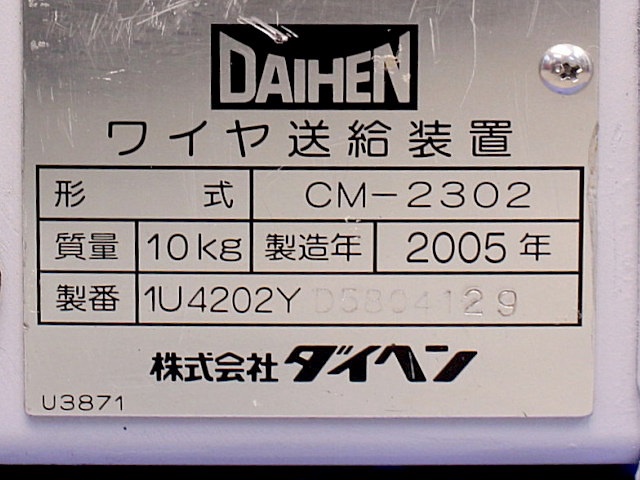 DAIHEN
ワイヤ送給装置
形 式 CM-2302
質量 10kg 製造年 2005年
製番 1U4202Y D5804129
株式会社 ダイヘン
U3871